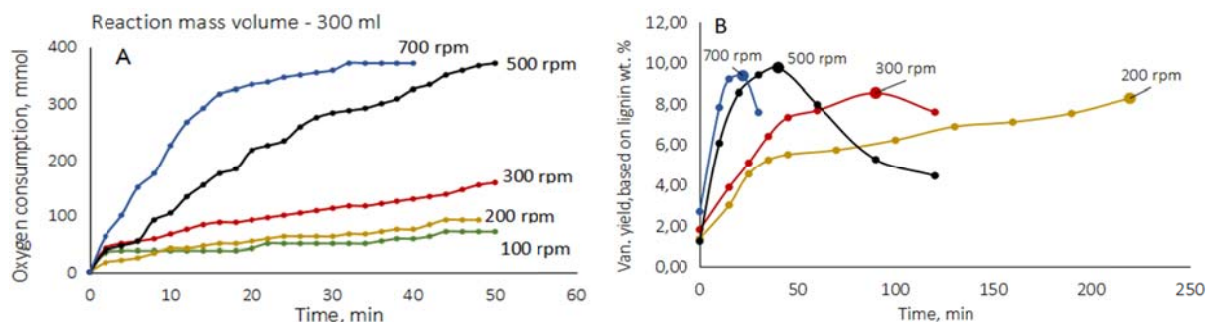 Reaction mass volume - 300 ml
A
Oxygen consumption, mmol
400
300
200
100
0
0 10 20 30 40 50 60
Time, min
700 rpm
500 rpm
300 rpm
200 rpm
100 rpm
B
Van. yield,based on lignin wt. %
12,00
10,00
8,00
6,00
4,00
2,00
0,00
0 50 100 150 200 250
Time, min
700 rpm
500 rpm
300 rpm
200 rpm